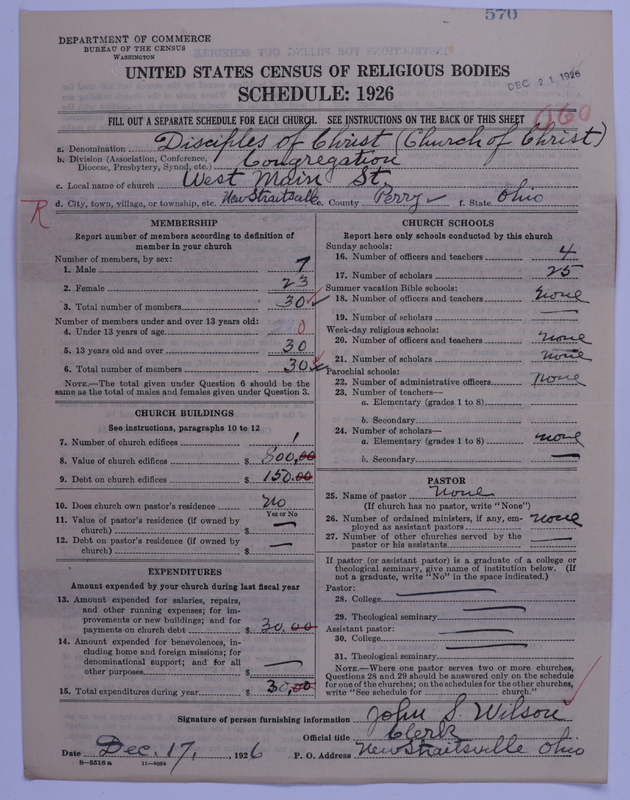 570
DEPARTMENT OF COMMERCE
BUREAU OF THE CENSUS
WASHINGTON
DEC 21 1926
UNITED STATES CENSUS OF RELIGIOUS BODIES
SCHEDULE: 1926
FILL OUT A SEPARATE SCHEDULE FOR EACH CHURCH. SEE INSTRUCTIONS ON THE BACK OF THIS SHEET
060
a. Denomination Disciples of Christ (Church of Christ)
b. Division (Association, Conference, Diocese, Presbytery, Synod, etc.) Congregation
c. Local name of church West Main St.
d. City, town, village, or township, etc. New Straitsville e. County Perry f. State Ohio
R
MEMBERSHIP
Report number of members according to definition of
member in your church
Number of members, by sex:
1. Male 7
2. Female 23
3. Total number of members 30
Number of members under and over 13 years old:
4. Under 13 years of age 0
5. 13 years old and over 30
6. Total number of members 30
NOTE.—The total given under Question 6 should be the
same as the total of males and females given under Question 3.
CHURCH BUILDINGS
See instructions, paragraphs 10 to 12
7. Number of church edifices 1
8. Value of church edifices $ 800.00
9. Debt on church edifices $ 150.00
10. Does church own pastor's residence No
Yes or No
11. Value of pastor's residence (if owned by
church) $ —
12. Debt on pastor's residence (if owned by
church) $ —
EXPENDITURES
Amount expended by your church during last fiscal year
13. Amount expended for salaries, repairs,
and other running expenses; for im-
provements or new buildings; and for
payments on church debt $ 30.00
14. Amount expended for benevolences, in-
cluding home and foreign missions; for
denominational support; and for all
other purposes $ —
15. Total expenditures during year $ 30.00
CHURCH SCHOOLS
Report here only schools conducted by this church
Sunday schools:
16. Number of officers and teachers 4
17. Number of scholars 25
Summer vacation Bible schools:
18. Number of officers and teachers none
19. Number of scholars —
Week-day religious schools:
20. Number of officers and teachers none
21. Number of scholars none
Parochial schools:
22. Number of administrative officers none
23. Number of teachers—
a. Elementary (grades 1 to 8)
b. Secondary
24. Number of scholars—
a. Elementary (grades 1 to 8) none
b. Secondary —
PASTOR
25. Name of pastor none
(If church has no pastor, write "None")
26. Number of ordained ministers, if any, em-
ployed as assistant pastors none
27. Number of other churches served by the
pastor or his assistants —
If pastor (or assistant pastor) is a graduate of a college or
theological seminary, give name of institution below. (If
not a graduate, write "No" in the space indicated.)
Pastor:
28. College —
29. Theological seminary —
Assistant pastor:
30. College —
31. Theological seminary
NOTE.—Where one pastor serves two or more churches,
Questions 28 and 29 should be answered only on the schedule
for one of the churches; on the schedules for the other churches,
write "See schedule for church."
Signature of person furnishing information John S. Wilson
Official title Clerk
Date Dec. 17, 1926 P. O. Address New Straitsville Ohio
8—5518 a 11—9034